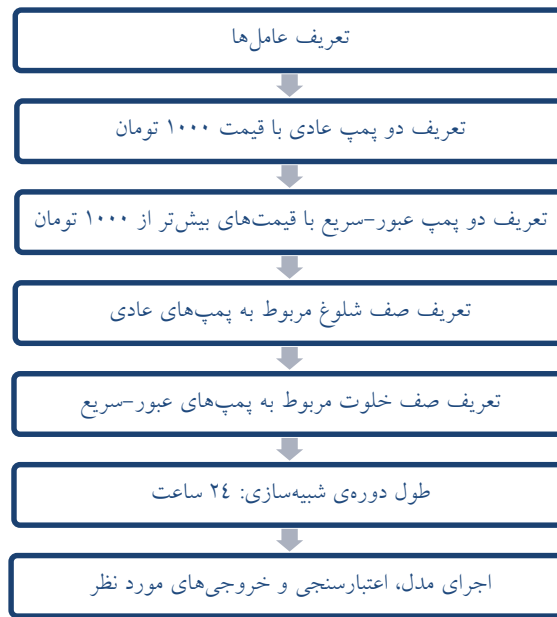 تعریف عامل‌ها
تعریف دو پمپ عادی با قیمت ۱۰۰۰ تومان
تعریف دو پمپ عبور-سریع با قیمت‌های بیش‌تر از ۱۰۰۰ تومان
تعریف صف شلوغ مربوط به پمپ‌های عادی
تعریف صف خلوت مربوط به پمپ‌های عبور-سریع
طول دوره‌ی شبیه‌سازی: ۲٤ ساعت
اجرای مدل، اعتبارسنجی و خروجی‌های مورد نظر